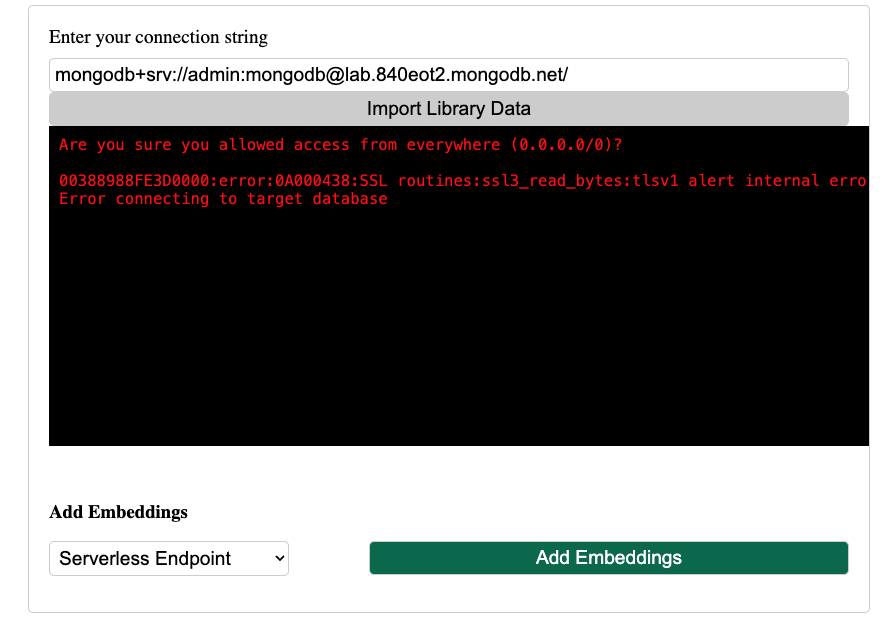 Enter your connection string
mongodb+srv://admin:mongodb@lab.840eot2.mongodb.net/
Import Library Data
Are you sure you allowed access from everywhere (0.0.0.0/0)?
00388988FE3D0000:error:0A000438:SSL routines:ssl3_read_bytes:tlsv1 alert internal erro
Error connecting to target database
Add Embeddings
Serverless Endpoint
Add Embeddings